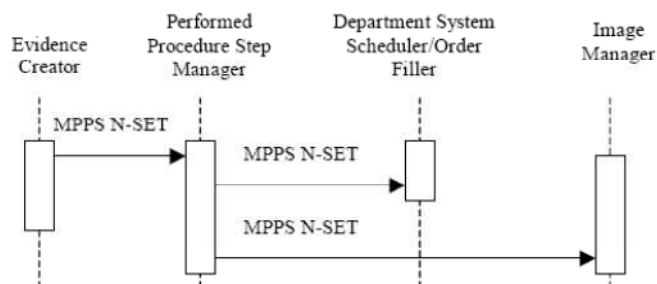 Evidence
Creator
Performed
Procedure Step
Manager
Department System
Scheduler/Order
Filler
Image
Manager
MPPS N-SET
MPPS N-SET
MPPS N-SET